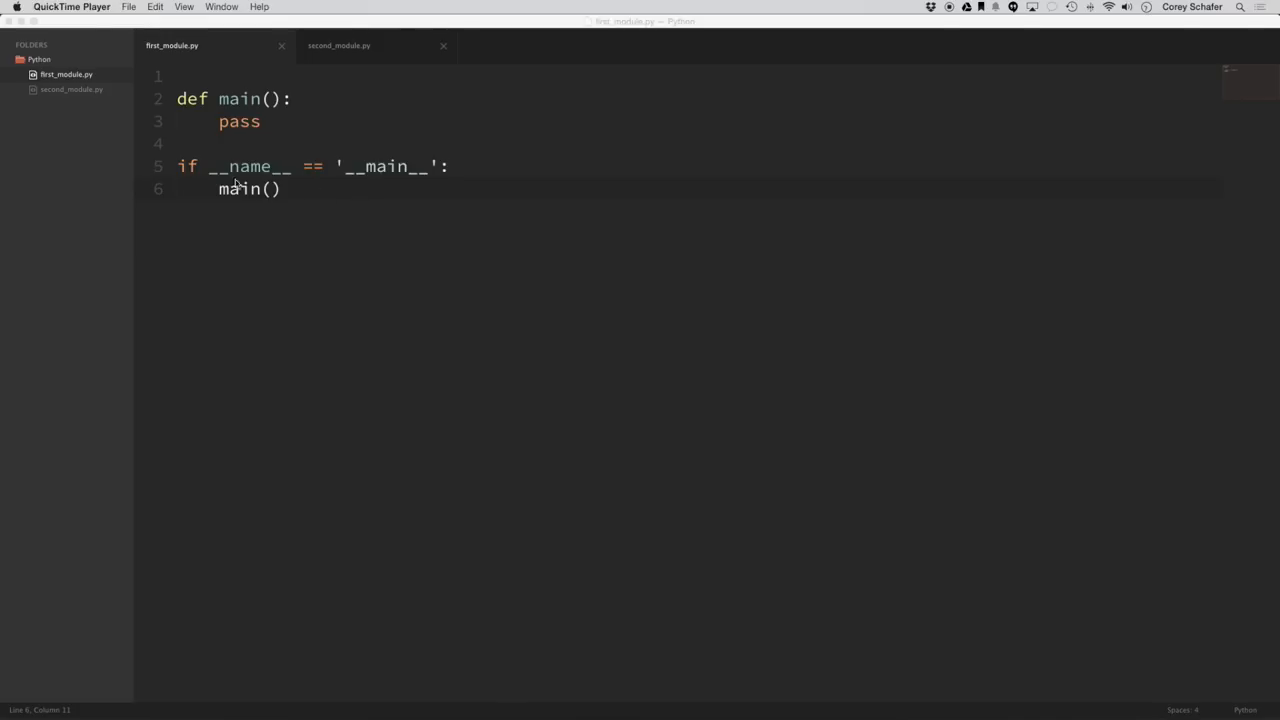 QuickTime Player File Edit View Window Help Corey Schafer
first_module.py — Python
FOLDERS
Python
first_module.py
second_module.py
first_module.py second_module.py
1
2 def main():
3 pass
4
5 if __name__ == '__main__':
6 main()
Line 6, Column 11 Spaces: 4 Python